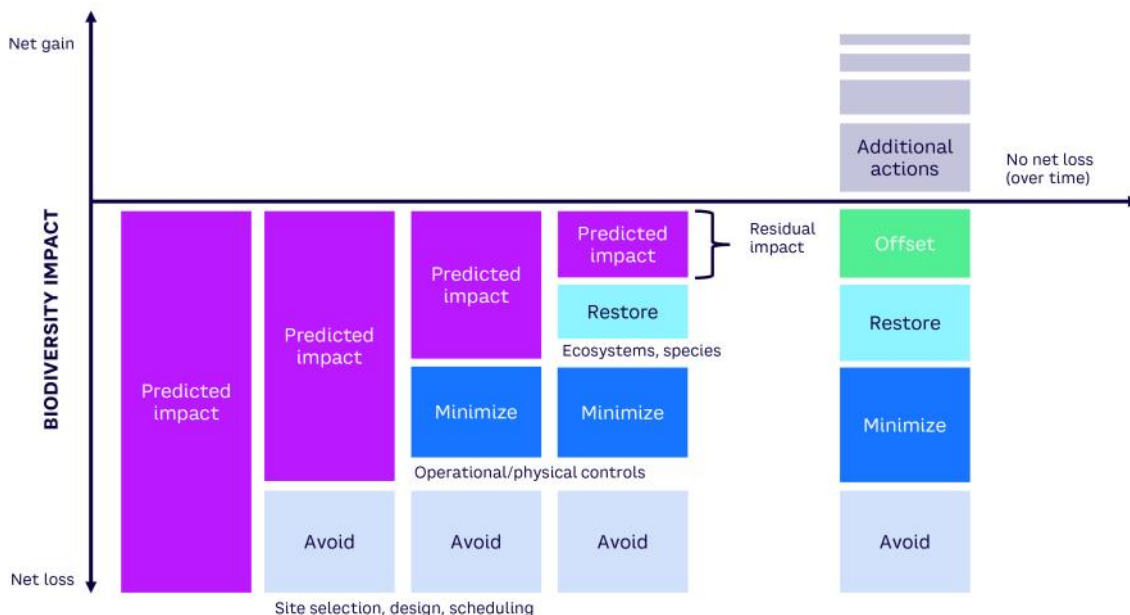 Net gain
Additional
actions
No net loss
(over time)
BIODIVERSITY IMPACT
Predicted
impact
Predicted
impact
Predicted
impact
Predicted
impact
Residual
impact
Offset
Restore
Restore
Ecosystems, species
Minimize
Minimize
Minimize
Operational/physical controls
Avoid
Avoid
Avoid
Avoid
Net loss
Site selection, design, scheduling